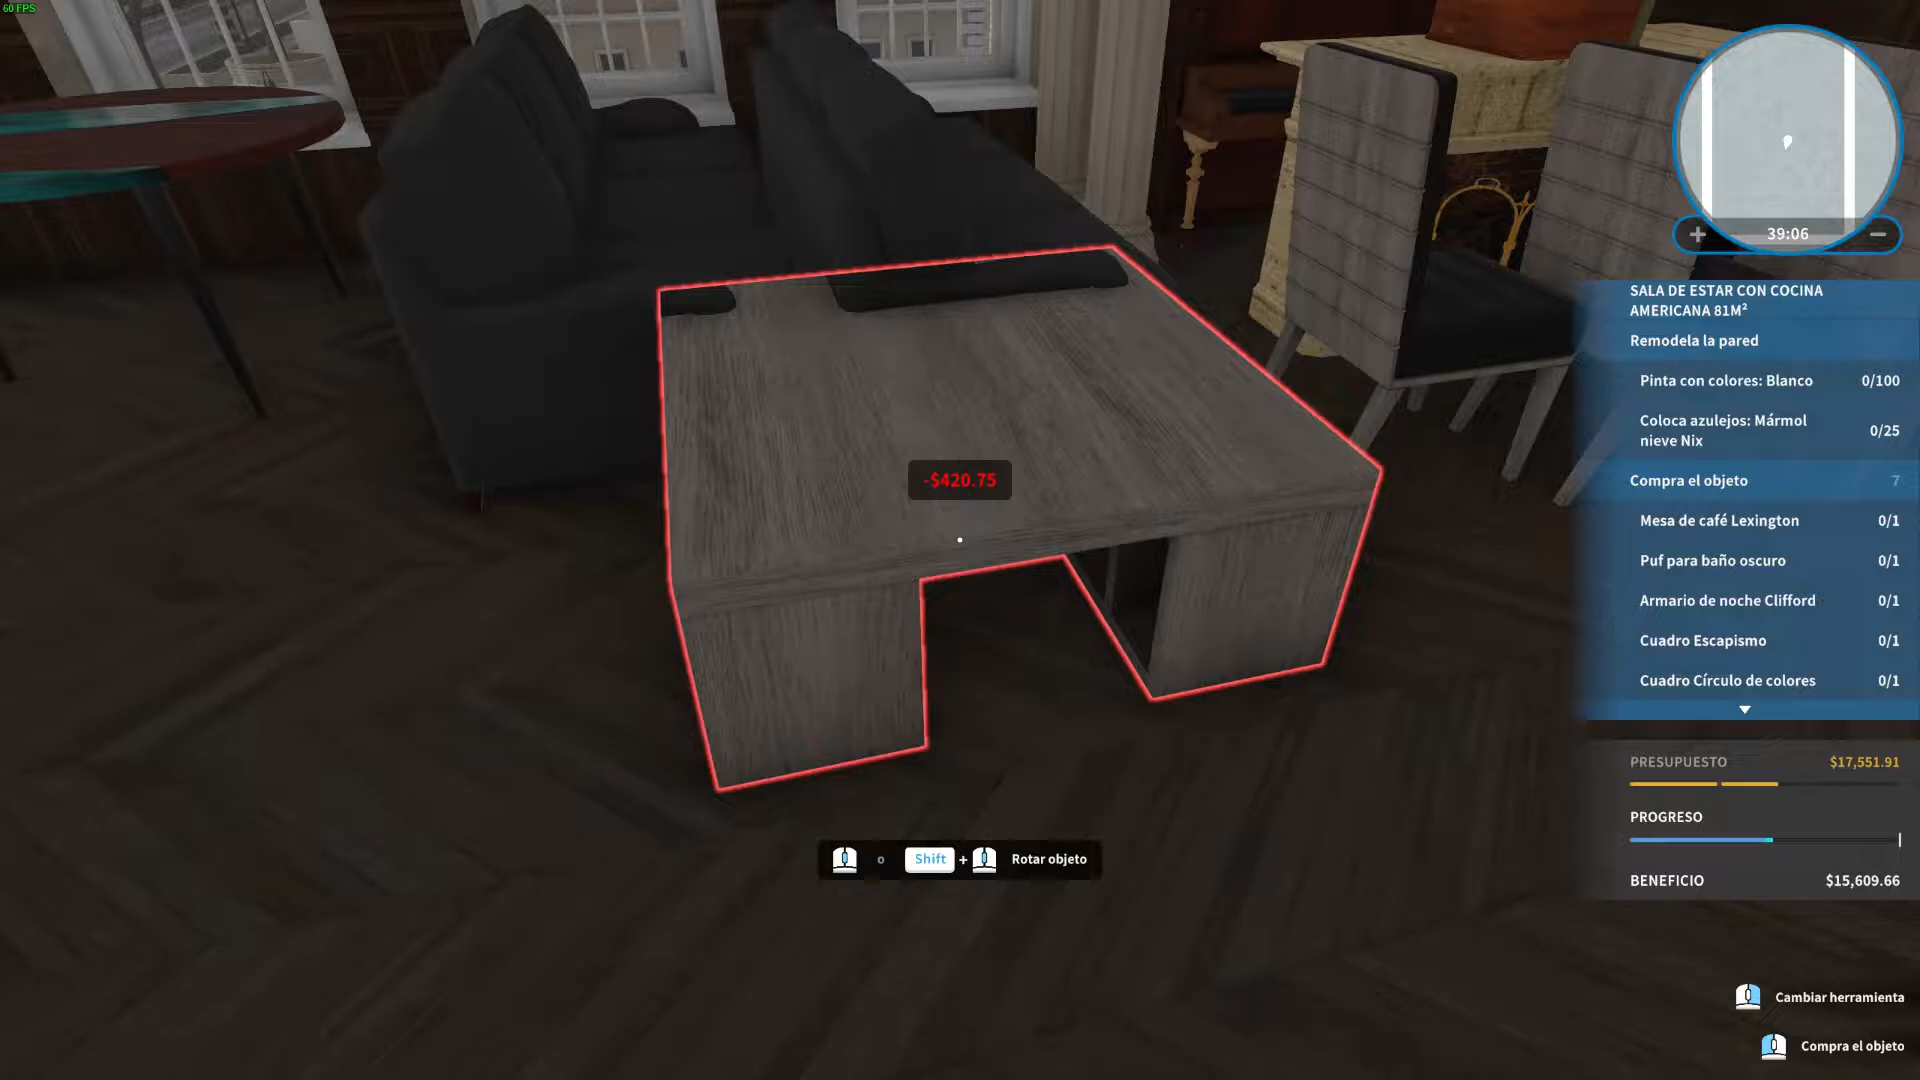 60 FPS
39:06
SALA DE ESTAR CON COCINA
AMERICANA 81M²
Remodela la pared
Pinta con colores: Blanco 0/100
Coloca azulejos: Mármol
nieve Nix 0/25
Compra el objeto 7
Mesa de café Lexington 0/1
Puf para baño oscuro 0/1
Armario de noche Clifford 0/1
Cuadro Escapismo 0/1
Cuadro Círculo de colores 0/1
-$420.75
PRESUPUESTO $17,551.91
PROGRESO
BENEFICIO $15,609.66
o Shift + Rotar objeto
Cambiar herramienta
Compra el objeto